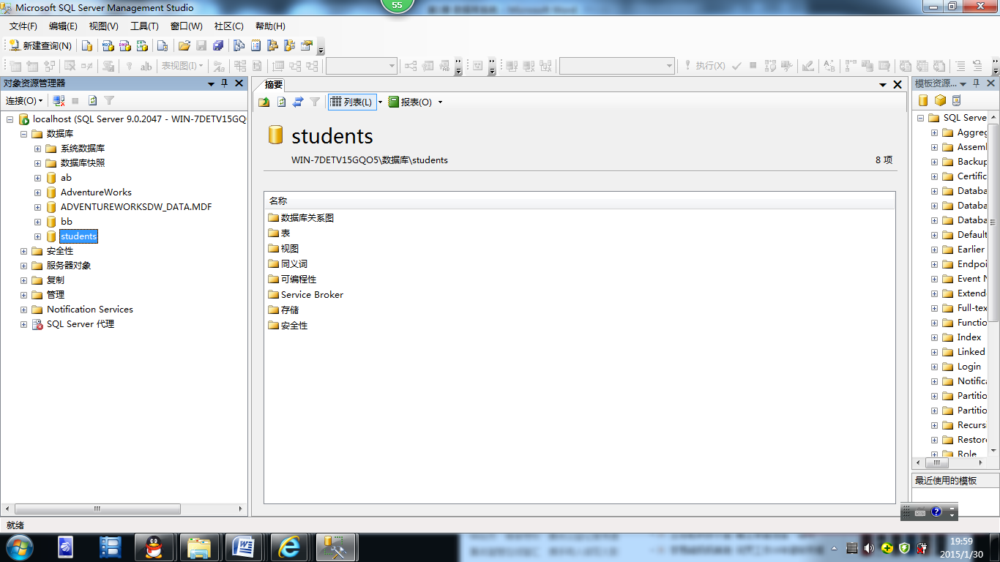 Microsoft SQL Server Management Studio
55
文件(F) 编辑(E) 视图(V) 工具(T) 窗口(W) 社区(C) 帮助(H)
新建查询(N)
表视图(I) 执行(X)
对象资源管理器
连接(O)
localhost (SQL Server 9.0.2047 - WIN-7DETV15GQO
数据库
系统数据库
数据库快照
ab
AdventureWorks
ADVENTUREWORKSDW_DATA.MDF
bb
students
安全性
服务器对象
复制
管理
Notification Services
SQL Server 代理
摘要
列表(L) 报表(O)
students
WIN-7DETV15GQO5\数据库\students 8 项
名称
数据库关系图
表
视图
同义词
可编程性
Service Broker
存储
安全性
模板资源...
SQL Serve
Aggreg
Assemb
Backup
Certific
Databa
Databa
Databa
Default
Earlier
Endpoi
Event N
Extend
Full-tex
Functio
Index
Linked
Login
Notifica
Partitio
Partitio
Recurs
Restore
Role
最近使用的模板
就绪
19:59
2015/1/30